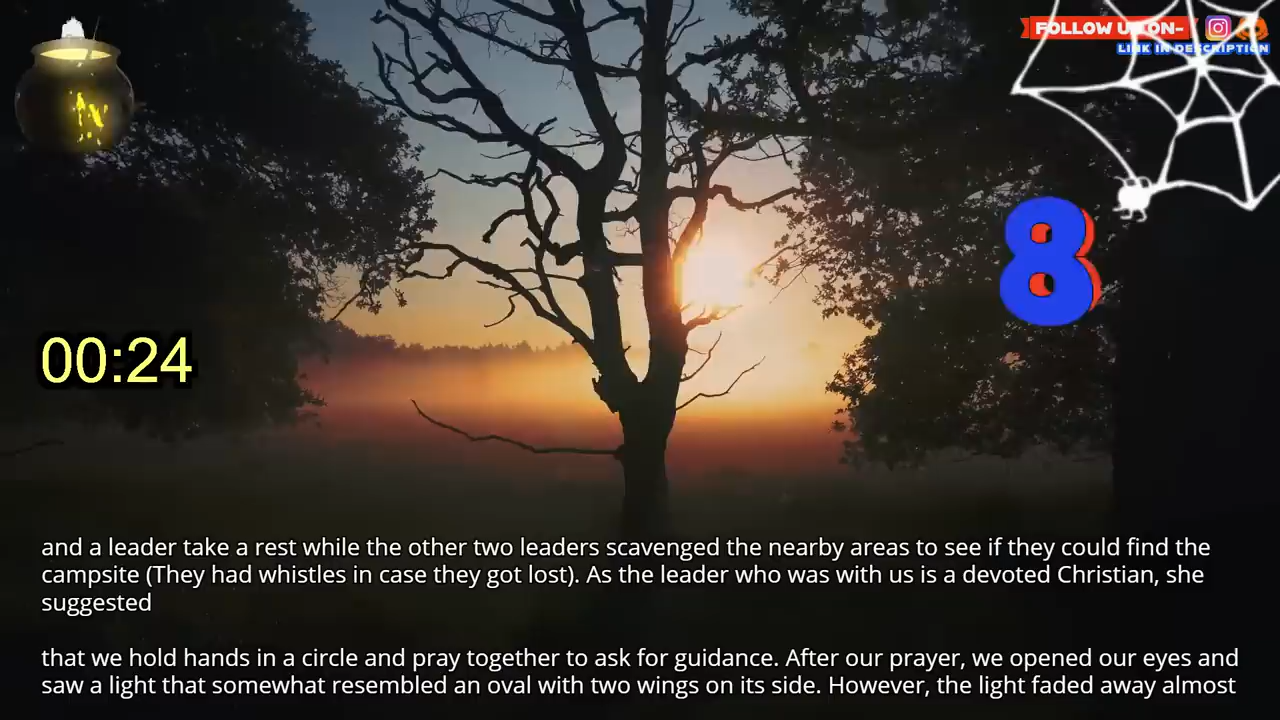 FOLLOW US ON-
LINK IN DESCRIPTION
8
00:24
and a leader take a rest while the other two leaders scavenged the nearby areas to see if they could find the
campsite (They had whistles in case they got lost). As the leader who was with us is a devoted Christian, she
suggested
that we hold hands in a circle and pray together to ask for guidance. After our prayer, we opened our eyes and
saw a light that somewhat resembled an oval with two wings on its side. However, the light faded away almost